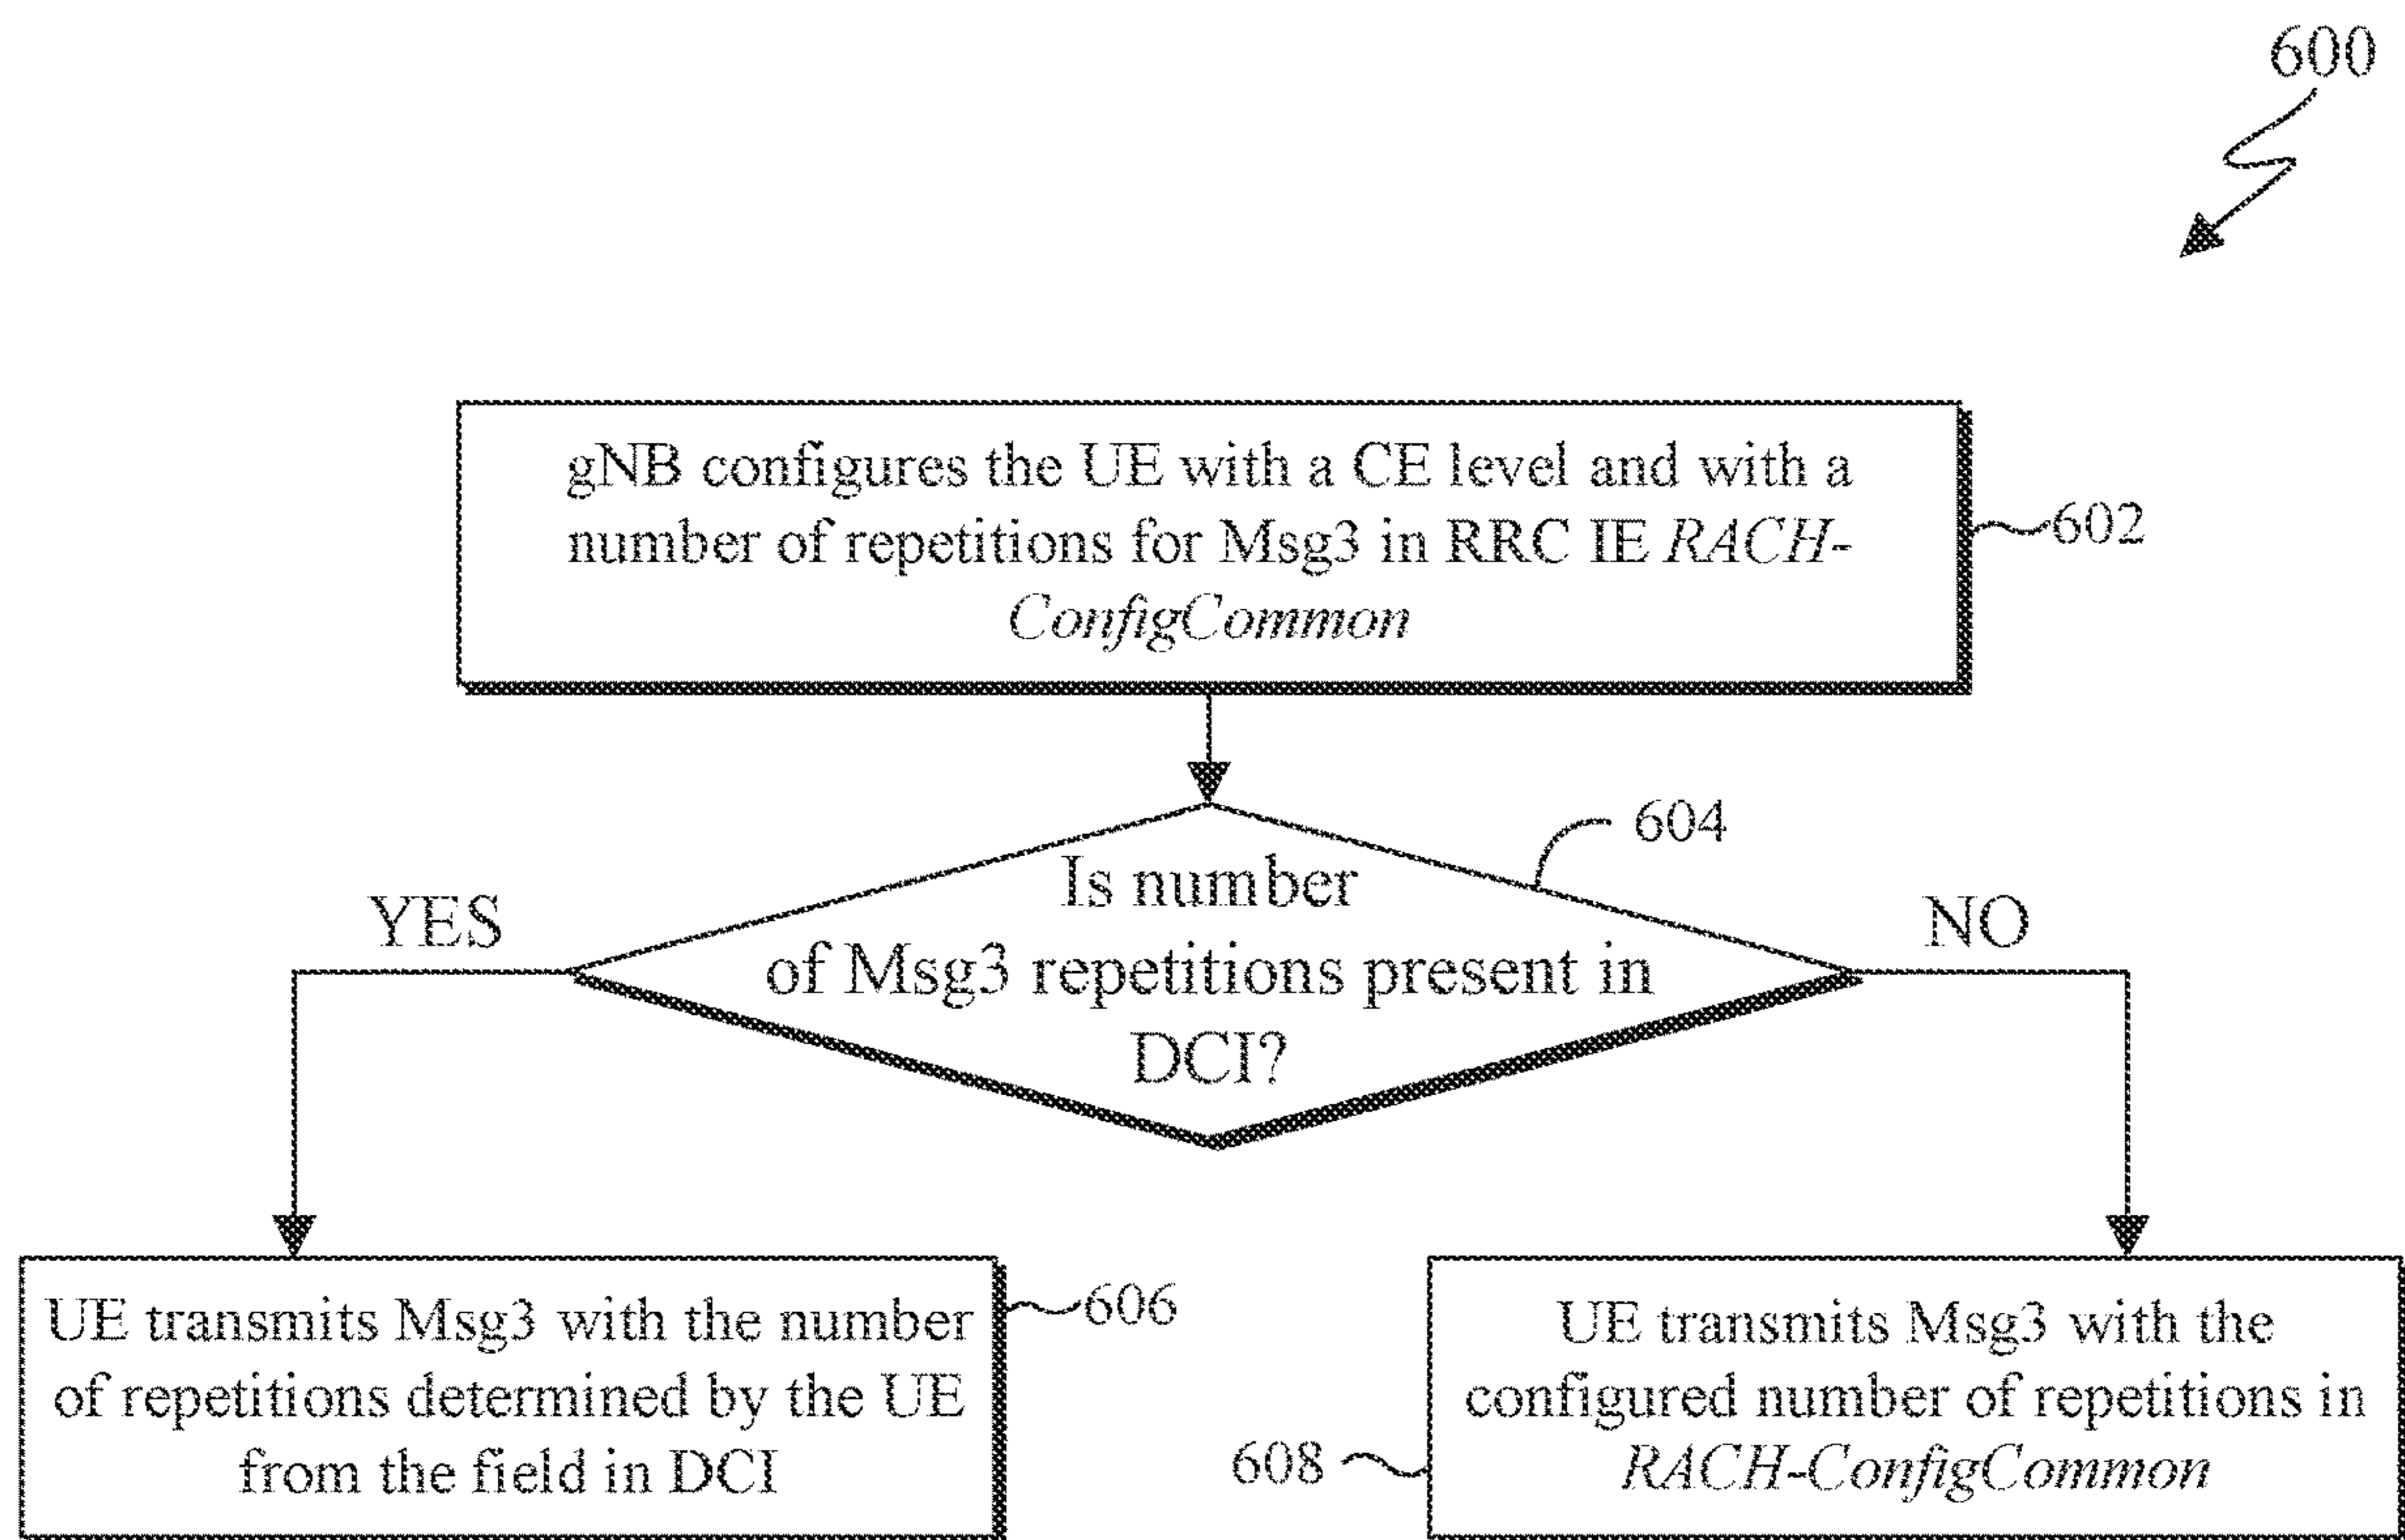 600
gNB configures the UE with a CE level and with a
number of repetitions for Msg3 in RRC IE RACH-
ConfigCommon
602
604
Is number
of Msg3 repetitions present in
DCI?
YES
NO
UE transmits Msg3 with the number
of repetitions determined by the UE
from the field in DCI
606
UE transmits Msg3 with the
configured number of repetitions in
RACH-ConfigCommon
608